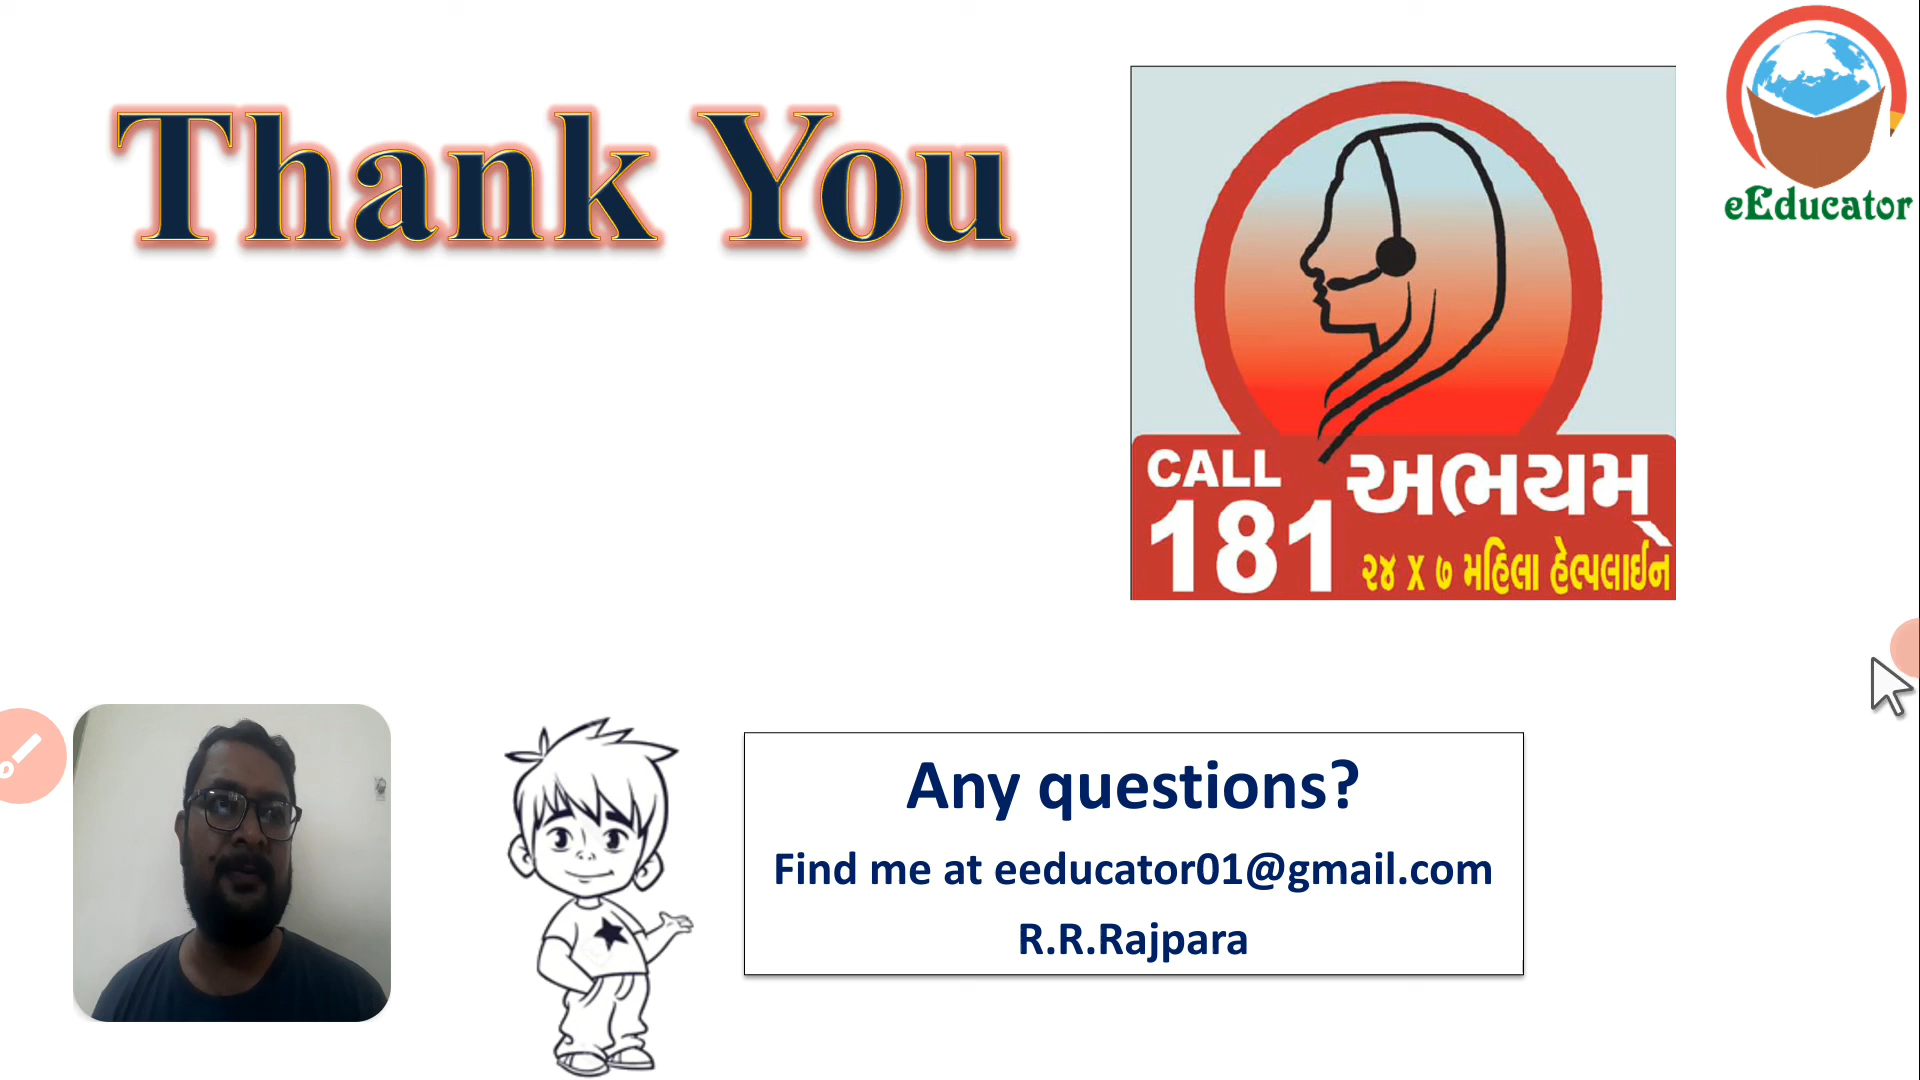 Thank You
eEducator
CALL
181
અભયમ્
૨૪ X ૭ મહિલા હેલ્પલાઈન
Any questions?
Find me at eeducator01@gmail.com
R.R.Rajpara